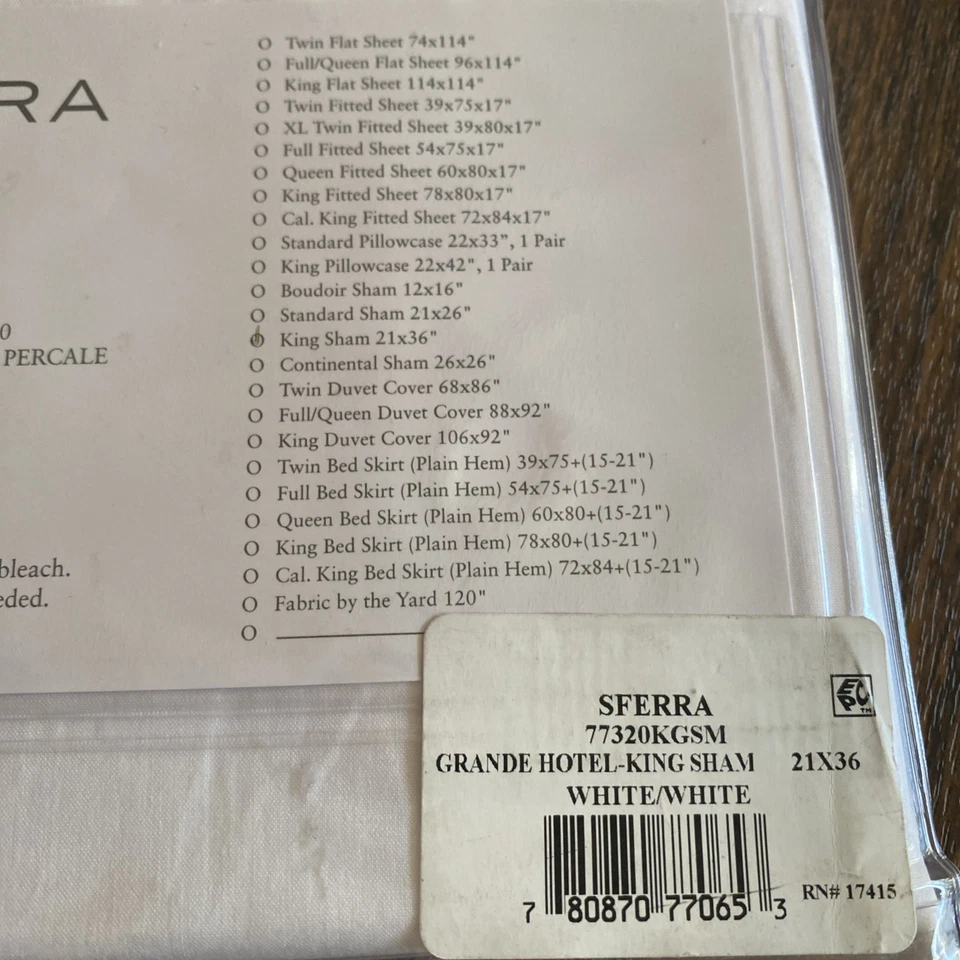 RA
0
PERCALE
bleach.
eded.
O Twin Flat Sheet 74x114"
O Full/Queen Flat Sheet 96x114"
O King Flat Sheet 114x114"
O Twin Fitted Sheet 39x75x17"
O XL Twin Fitted Sheet 39x80x17"
O Full Fitted Sheet 54x75x17"
O Queen Fitted Sheet 60x80x17"
O King Fitted Sheet 78x80x17"
O Cal. King Fitted Sheet 72x84x17"
O Standard Pillowcase 22x33", 1 Pair
O King Pillowcase 22x42", 1 Pair
O Boudoir Sham 12x16"
O Standard Sham 21x26"
O King Sham 21x36"
O Continental Sham 26x26"
O Twin Duvet Cover 68x86"
O Full/Queen Duvet Cover 88x92"
O King Duvet Cover 106x92"
O Twin Bed Skirt (Plain Hem) 39x75+(15-21")
O Full Bed Skirt (Plain Hem) 54x75+(15-21")
O Queen Bed Skirt (Plain Hem) 60x80+(15-21")
O King Bed Skirt (Plain Hem) 78x80+(15-21")
O Cal. King Bed Skirt (Plain Hem) 72x84+(15-21")
O Fabric by the Yard 120"
O
SFERRA
77320KGSM
GRANDE HOTEL-KING SHAM 21X36
WHITE/WHITE
RN# 17415
7 80870 77065 3